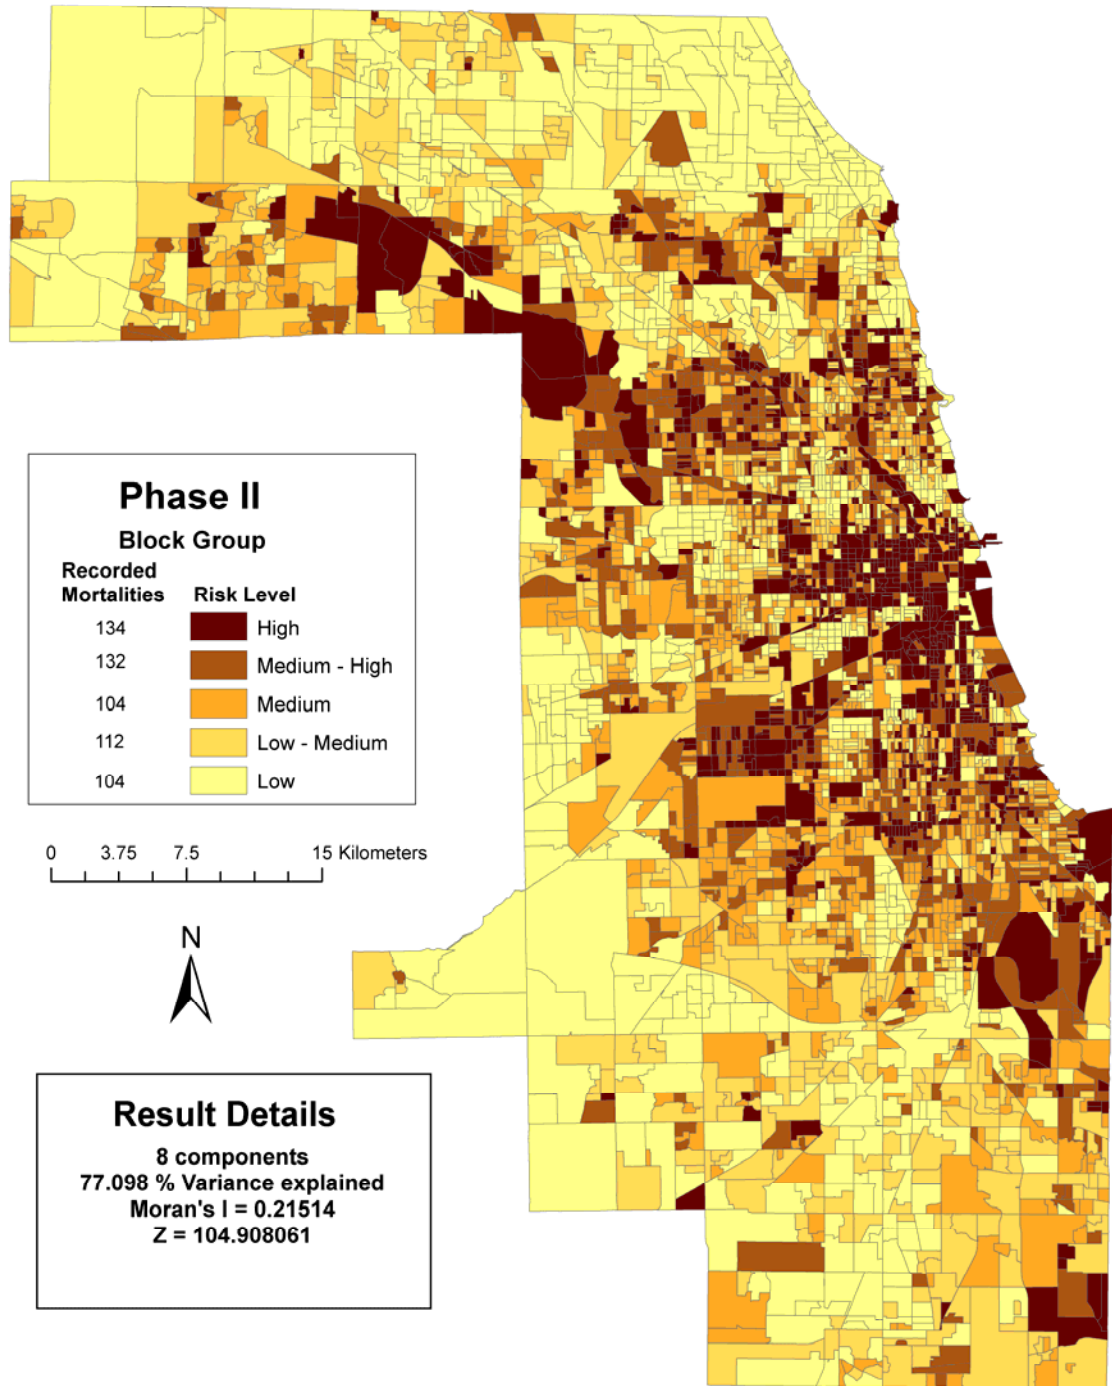 Phase II
Block Group
Recorded
Mortalities Risk Level
134 High
132 Medium - High
104 Medium
112 Low - Medium
104 Low
0 3.75 7.5 15 Kilometers
N
Result Details
8 components
77.098 % Variance explained
Moran's I = 0.21514
Z = 104.908061